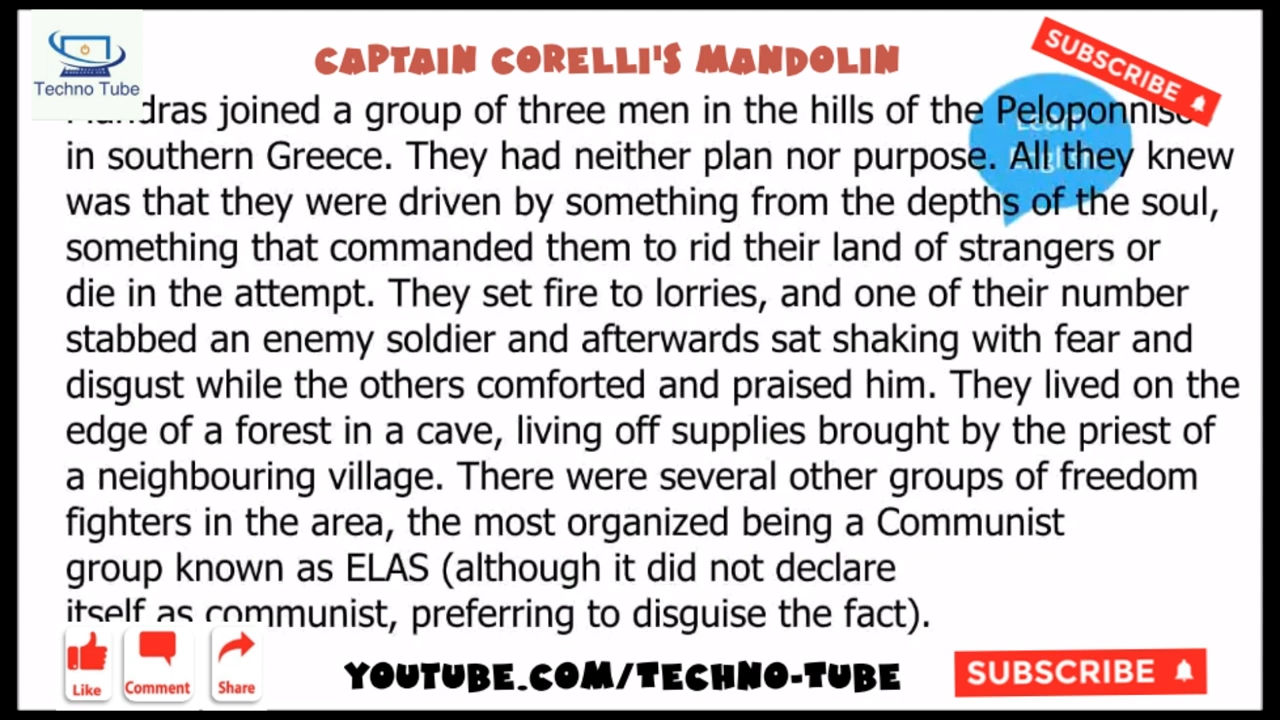 CAPTAIN CORELLI'S MANDOLIN
SUBSCRIBE
Techno Tube
Mandras joined a group of three men in the hills of the Peloponnisos
in southern Greece. They had neither plan nor purpose. All they knew
was that they were driven by something from the depths of the soul,
something that commanded them to rid their land of strangers or
die in the attempt. They set fire to lorries, and one of their number
stabbed an enemy soldier and afterwards sat shaking with fear and
disgust while the others comforted and praised him. They lived on the
edge of a forest in a cave, living off supplies brought by the priest of
a neighbouring village. There were several other groups of freedom
fighters in the area, the most organized being a Communist
group known as ELAS (although it did not declare
itself as communist, preferring to disguise the fact).
Learn
English
Like
Comment
Share
YOUTUBE.COM/TECHNO-TUBE
SUBSCRIBE